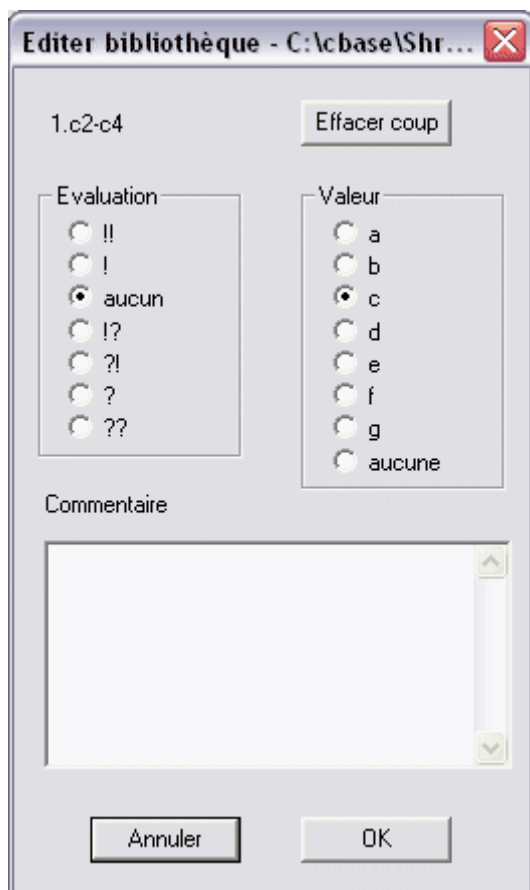 Editer bibliothèque - C:\cbase\Shr...
1.c2-c4
Effacer coup
Evaluation
!!
!
aucun
!?
?!
?
??
Valeur
a
b
c
d
e
f
g
aucune
Commentaire
Annuler
OK